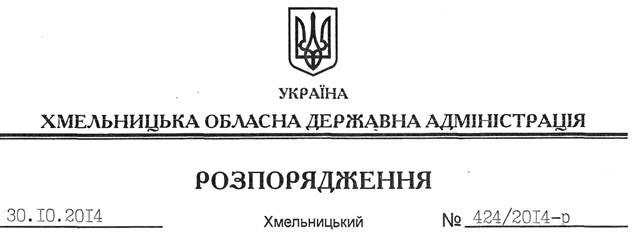 УКРАЇНА
ХМЕЛЬНИЦЬКА ОБЛАСНА ДЕРЖАВНА АДМІНІСТРАЦІЯ
РОЗПОРЯДЖЕННЯ
30.10.2014 Хмельницький № 424/2014-р